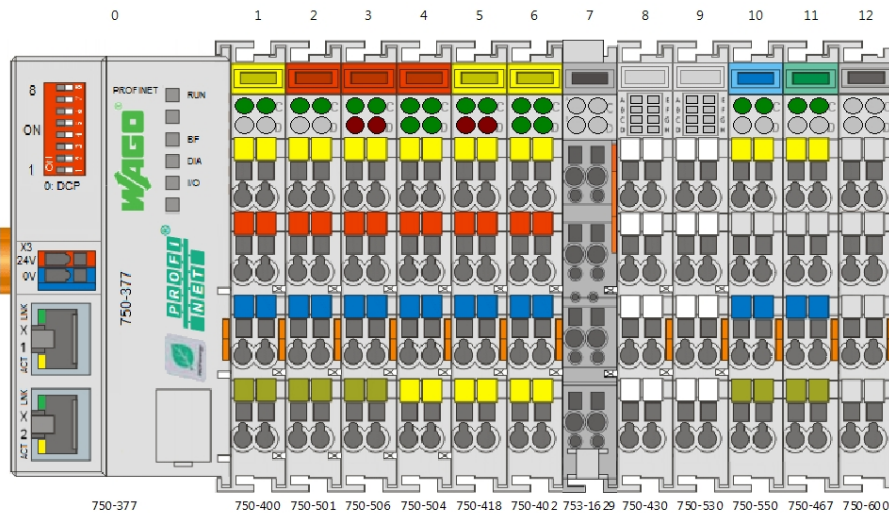 0 1 2 3 4 5 6 7 8 9 10 11 12
8
ON
1
0: DCP
PROFINET
RUN
BF
DIA
I/O
WAGO
X3
24V
0V
750-377
PROFI
NET
LNK
X
1
ACT
LNK
X
2
ACT
C C C C C C C A E A E C C C
D D D D D D D B F B F D D D
C G C G
D H D H
750-377 750-400 750-501 750-506 750-504 750-418 750-402 753-1629 750-430 750-530 750-550 750-467 750-600